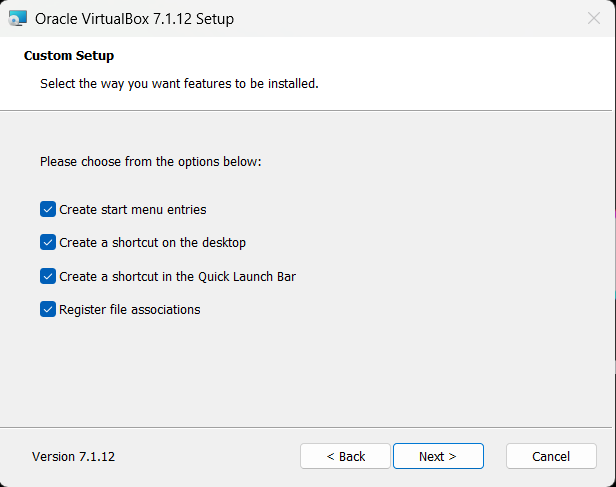 Oracle VirtualBox 7.1.12 Setup
Custom Setup
Select the way you want features to be installed.
Please choose from the options below:
Create start menu entries
Create a shortcut on the desktop
Create a shortcut in the Quick Launch Bar
Register file associations
Version 7.1.12
< Back
Next >
Cancel